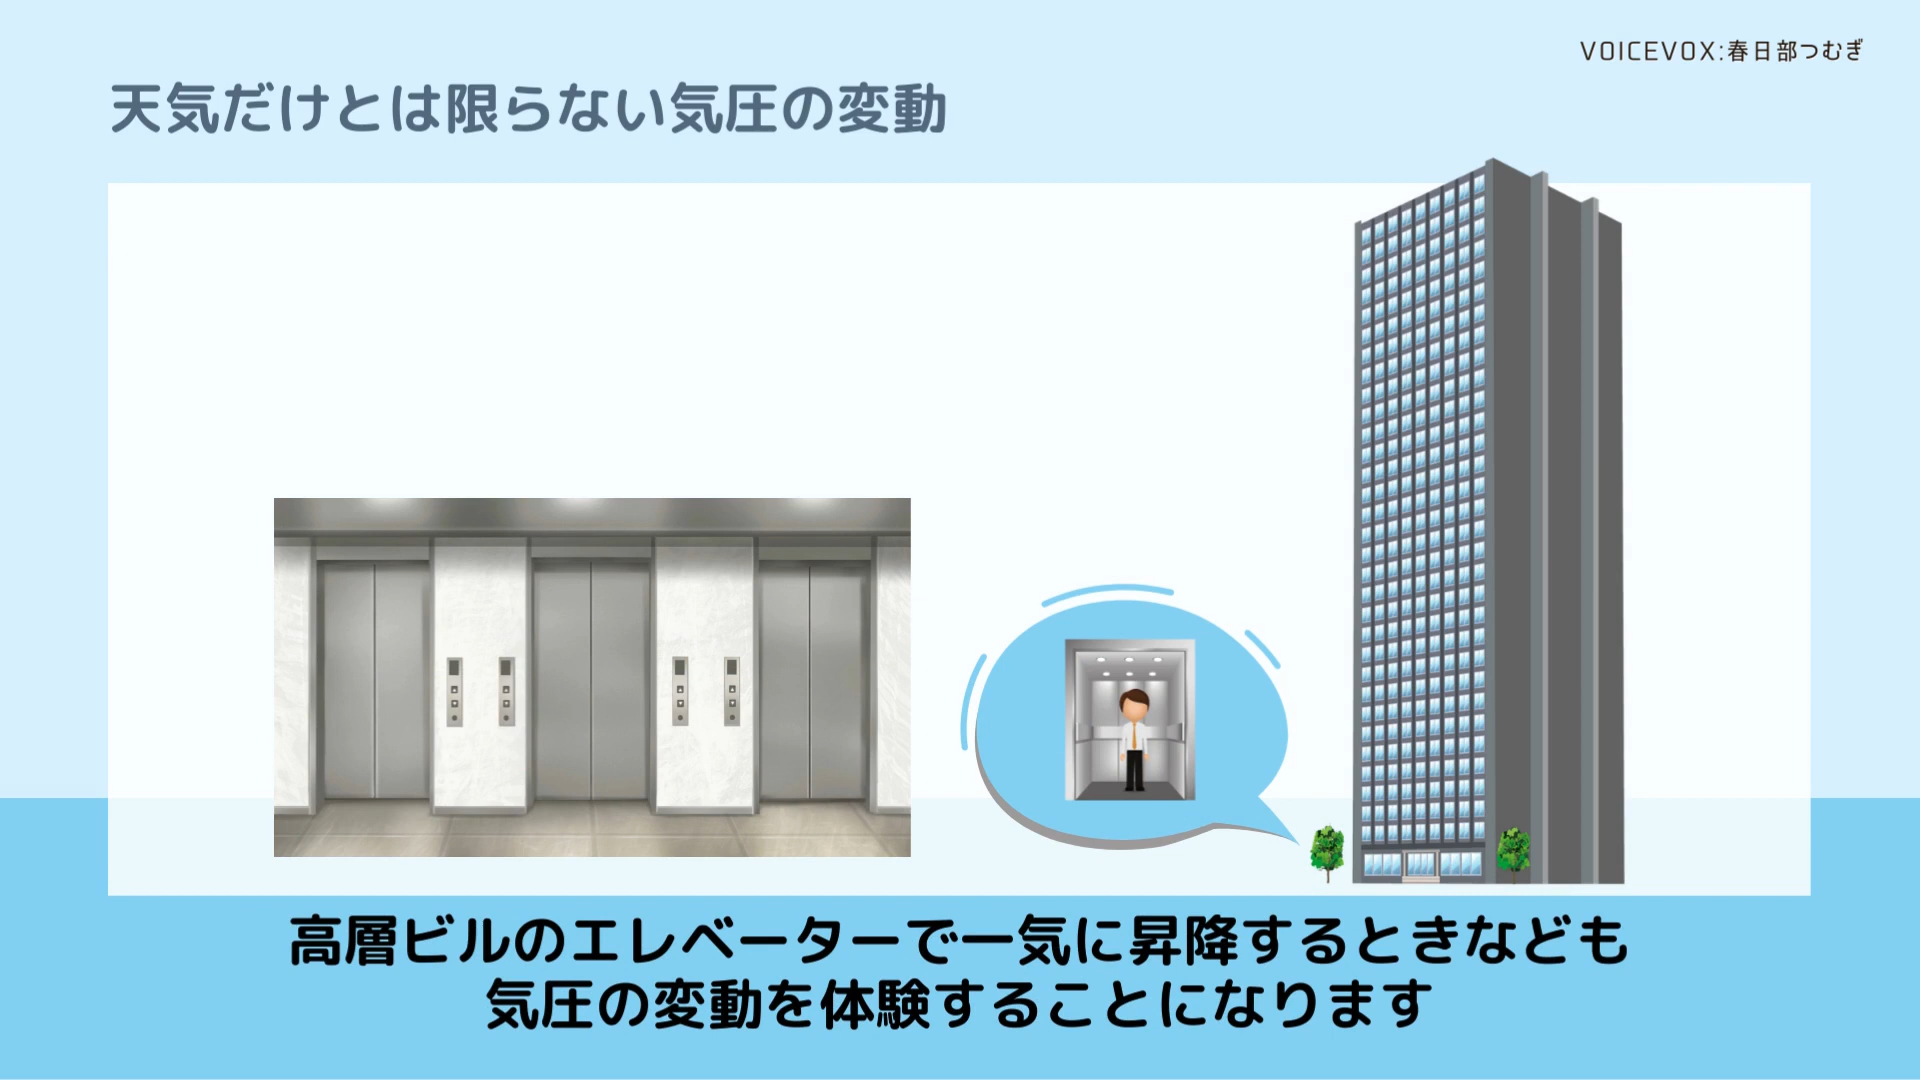 VOICEVOX:春日部つむぎ
天気だけとは限らない気圧の変動
高層ビルのエレベーターで一気に昇降するときなども
気圧の変動を体験することになります